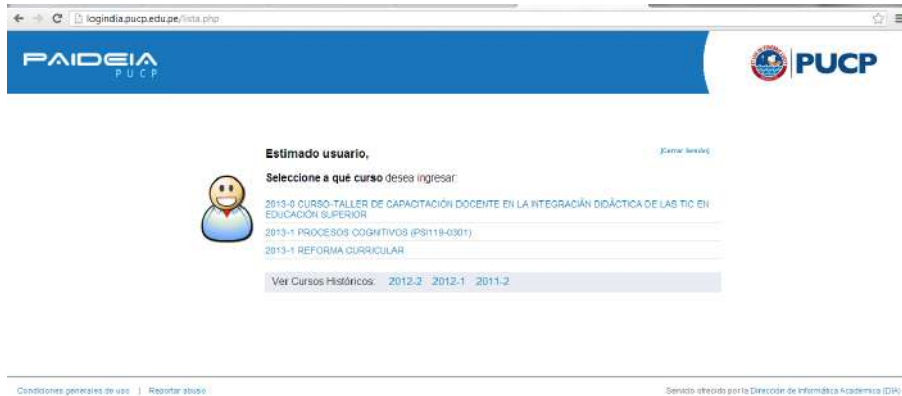 logindia.pucp.edu.pe/lista.php
PAIDEIA
PUCP
PUCP
Estimado usuario,
[Cerrar Sesión]
Seleccione a qué curso desea ingresar:
2013-0 CURSO-TALLER DE CAPACITACIÓN DOCENTE EN LA INTEGRACIÃN DIDÁCTICA DE LAS TIC EN
EDUCACIÓN SUPERIOR
2013-1 PROCESOS COGNITIVOS (PSI119-0301)
2013-1 REFORMA CURRICULAR
Ver Cursos Históricos: 2012-2 2012-1 2011-2
Condiciones generales de uso | Reportar abuso
Servicio ofrecido por la Dirección de Informática Académica (DIA)